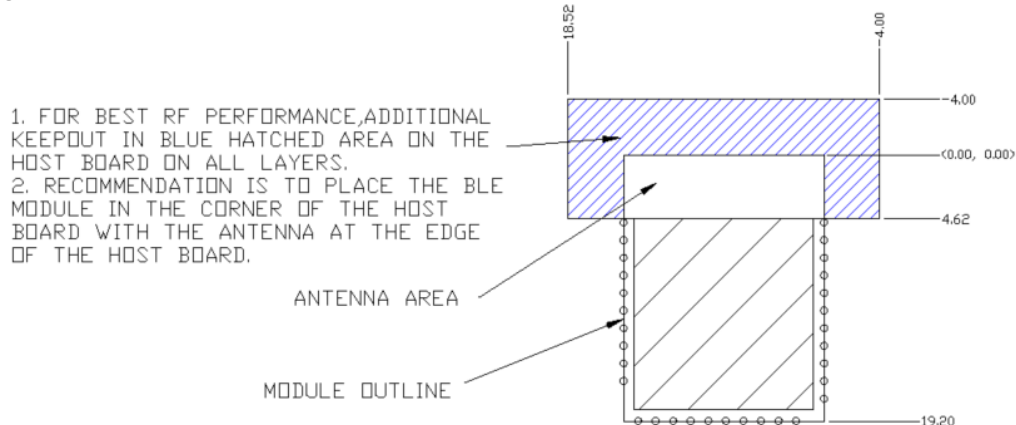 18.52
-4.00
1. FOR BEST RF PERFORMANCE,ADDITIONAL
KEEPOUT IN BLUE HATCHED AREA ON THE
HOST BOARD ON ALL LAYERS.
2. RECOMMENDATION IS TO PLACE THE BLE
MODULE IN THE CORNER OF THE HOST
BOARD WITH THE ANTENNA AT THE EDGE
OF THE HOST BOARD.
-4.00
(0.00, 0.00)
4.62
ANTENNA AREA
MODULE OUTLINE
19.20